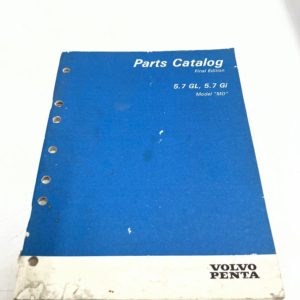 Parts Catalog
Final Edition
5.7 GL, 5.7 Gi
Model "MD"
VOLVO
PENTA